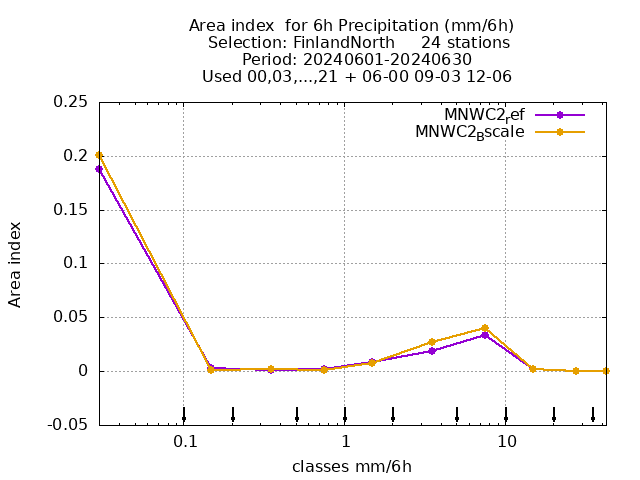 Area index  for 6h Precipitation (mm/6h)
Selection: FinlandNorth     24 stations
Period: 20240601-20240630
Used 00,03,...,21 + 06-00 09-03 12-06
MNWC2ref
MNWC2Bscale
0.25
0.2
0.15
0.1
0.05
0
-0.05
Area index
0.1 1 10
classes mm/6h